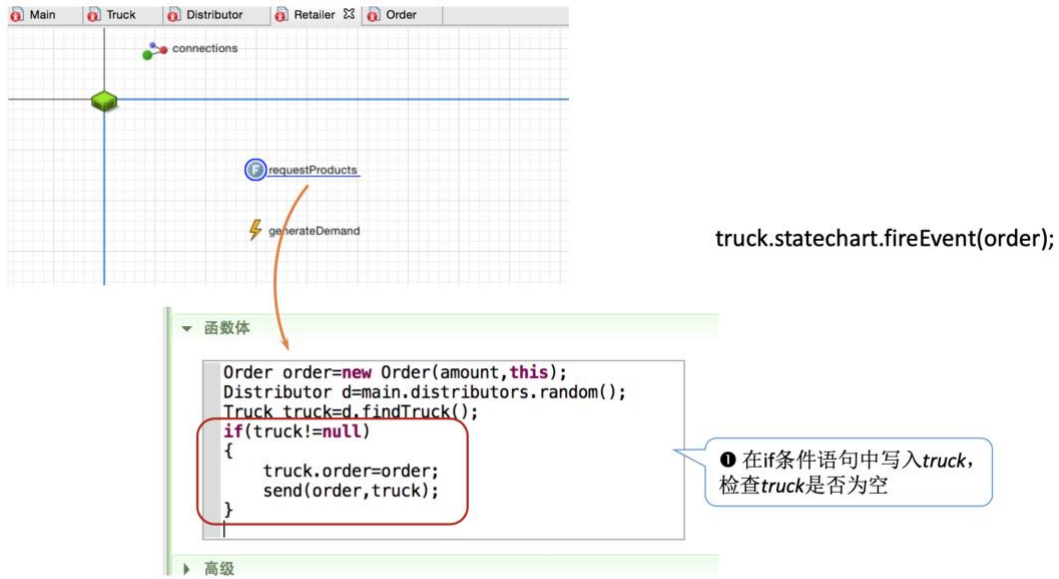 Main Truck Distributor Retailer Order
connections
requestProducts
generateDemand
truck.statechart.fireEvent(order);
函数体
Order order=new Order(amount,this);
Distributor d=main.distributors.random();
Truck truck=d.findTruck();
if(truck!=null)
{
truck.order=order;
send(order,truck);
}
❶ 在if条件语句中写入truck，
检查truck是否为空
高级